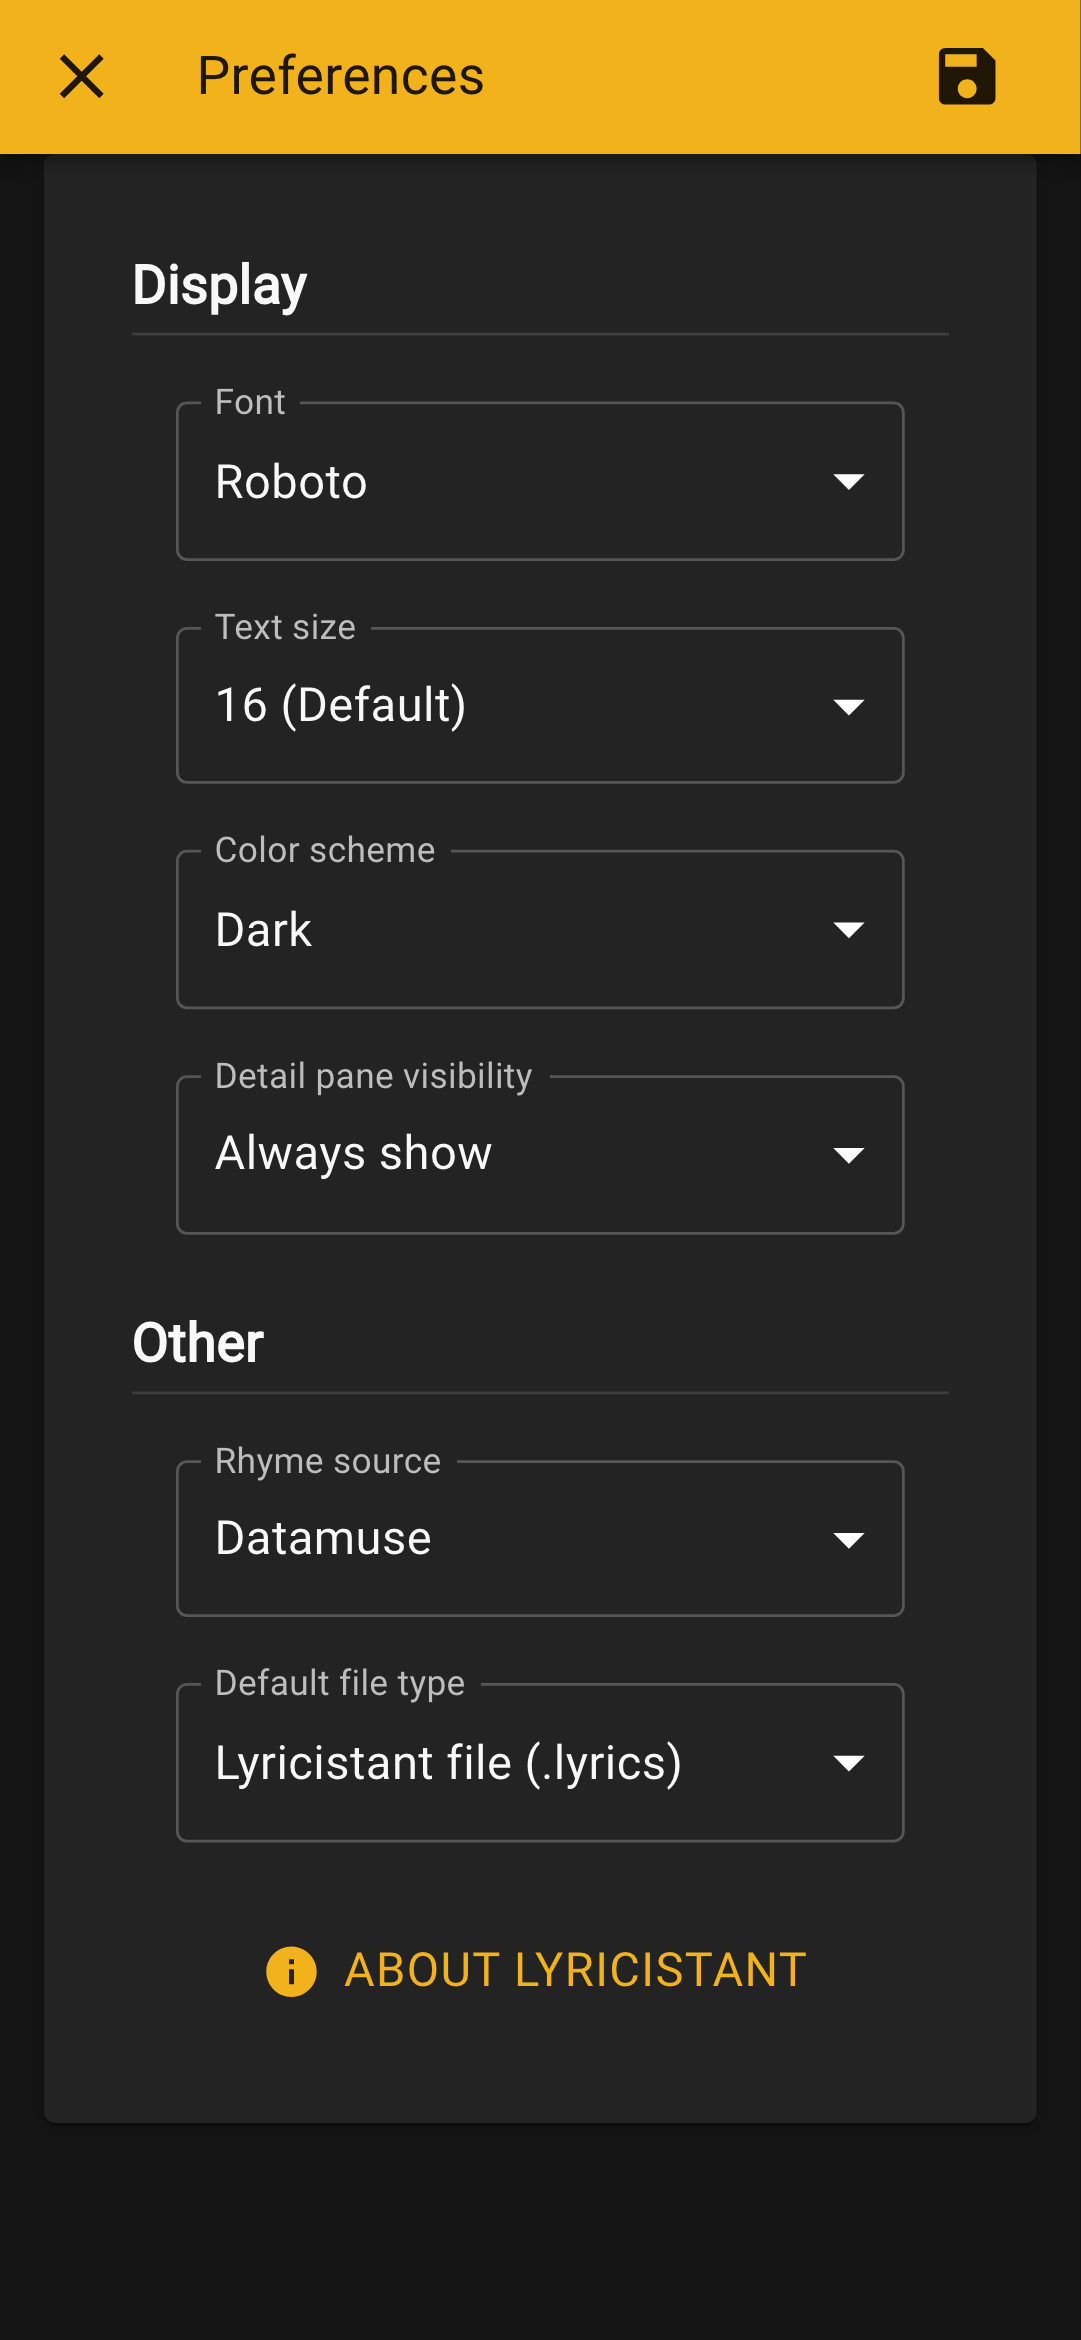 Preferences
Display
Font
Roboto
Text size
16 (Default)
Color scheme
Dark
Detail pane visibility
Always show
Other
Rhyme source
Datamuse
Default file type
Lyricistant file (.lyrics)
ABOUT LYRICISTANT